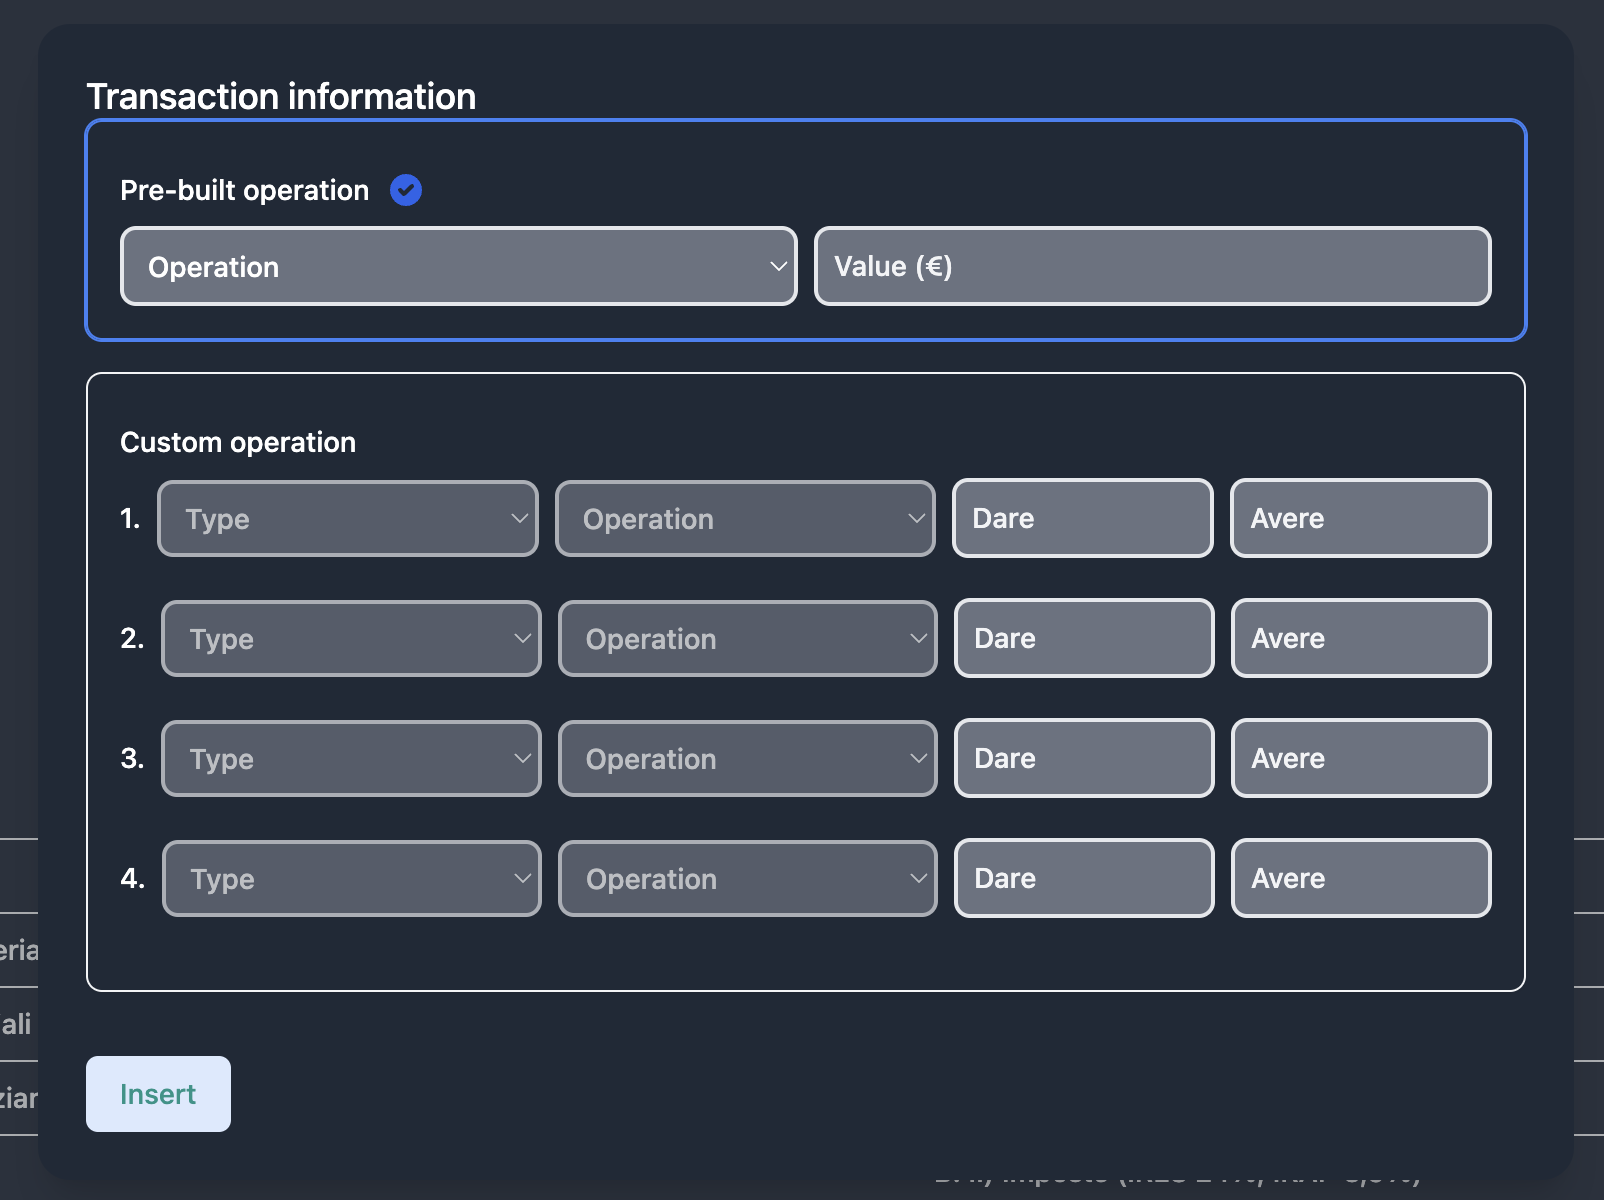 Transaction information
Pre-built operation
Operation Value (€)
Custom operation
1. Type Operation Dare Avere
2. Type Operation Dare Avere
3. Type Operation Dare Avere
4. Type Operation Dare Avere
eria
ali
ziar
Insert